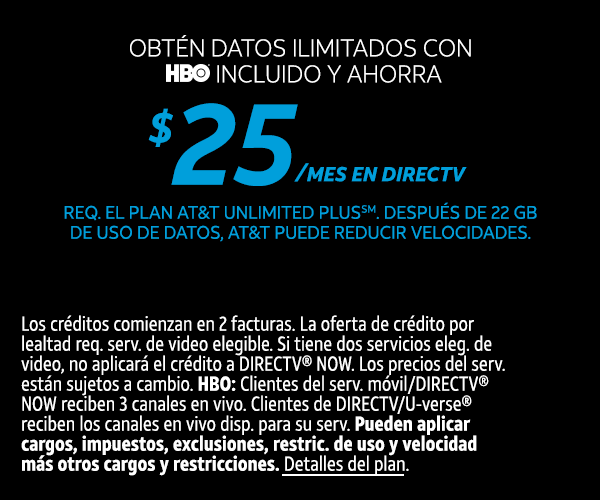 OBTÉN DATOS ILIMITADOS CON
HBO® INCLUIDO Y AHORRA
$25/MES EN DIRECTV
REQ. EL PLAN AT&T UNLIMITED PLUS℠. DESPUÉS DE 22 GB
DE USO DE DATOS, AT&T PUEDE REDUCIR VELOCIDADES.
Los créditos comienzan en 2 facturas. La oferta de crédito por
lealtad req. serv. de video elegible. Si tiene dos servicios eleg. de
video, no aplicará el crédito a DIRECTV® NOW. Los precios del serv.
están sujetos a cambio. HBO: Clientes del serv. móvil/DIRECTV®
NOW reciben 3 canales en vivo. Clientes de DIRECTV/U-verse®
reciben los canales en vivo disp. para su serv. Pueden aplicar
cargos, impuestos, exclusiones, restric. de uso y velocidad
más otros cargos y restricciones. Detalles del plan.